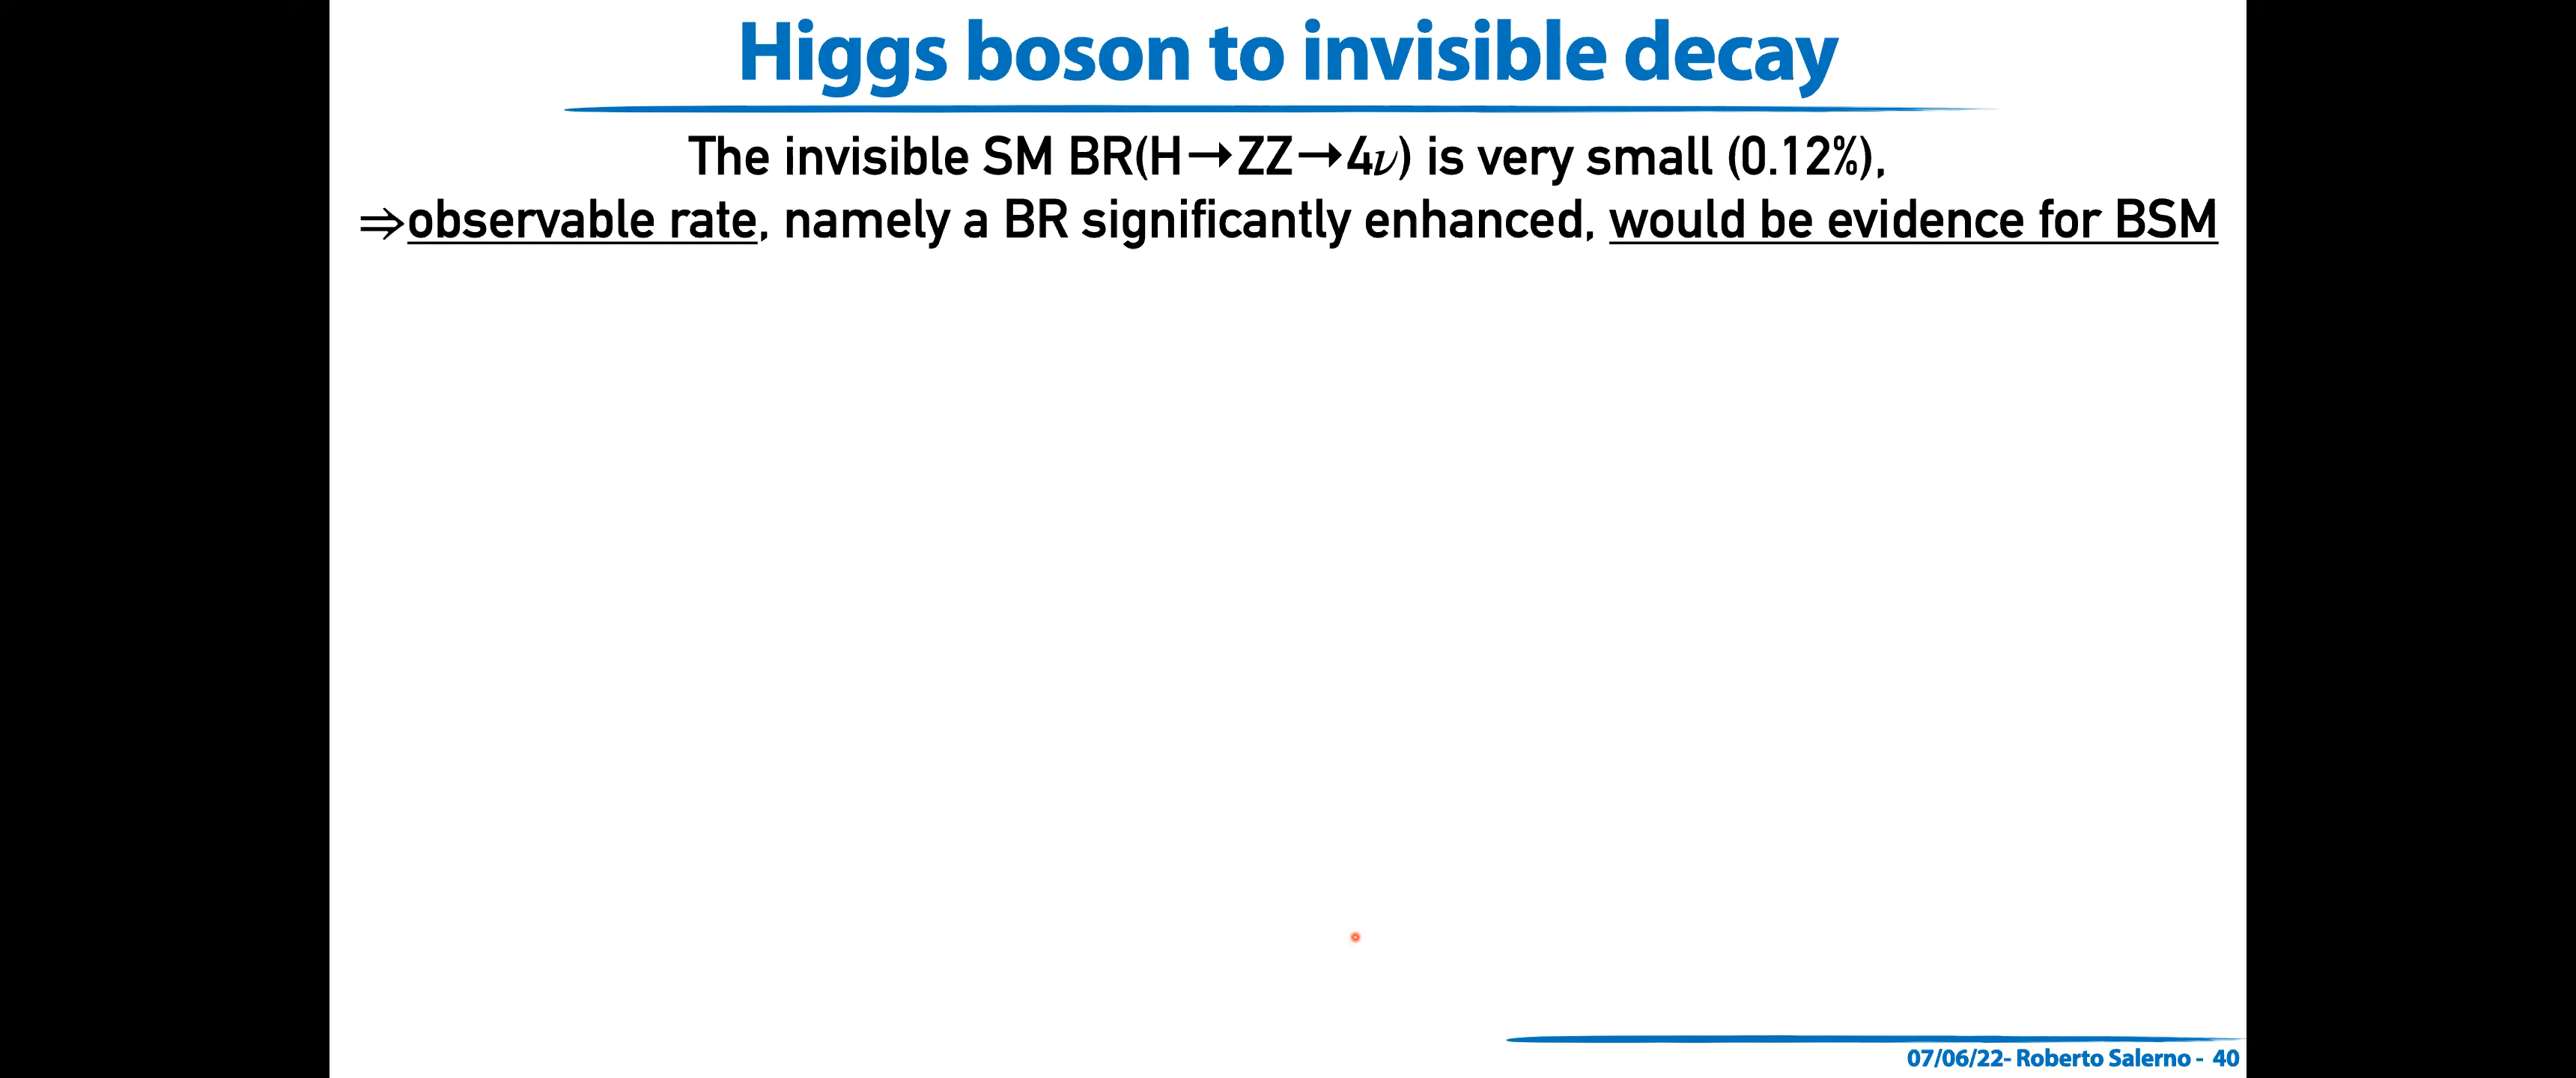 Higgs boson to invisible decay
The invisible SM BR(H→ZZ→4ν) is very small (0.12%),
⇒observable rate, namely a BR significantly enhanced, would be evidence for BSM
07/06/22- Roberto Salerno - 40